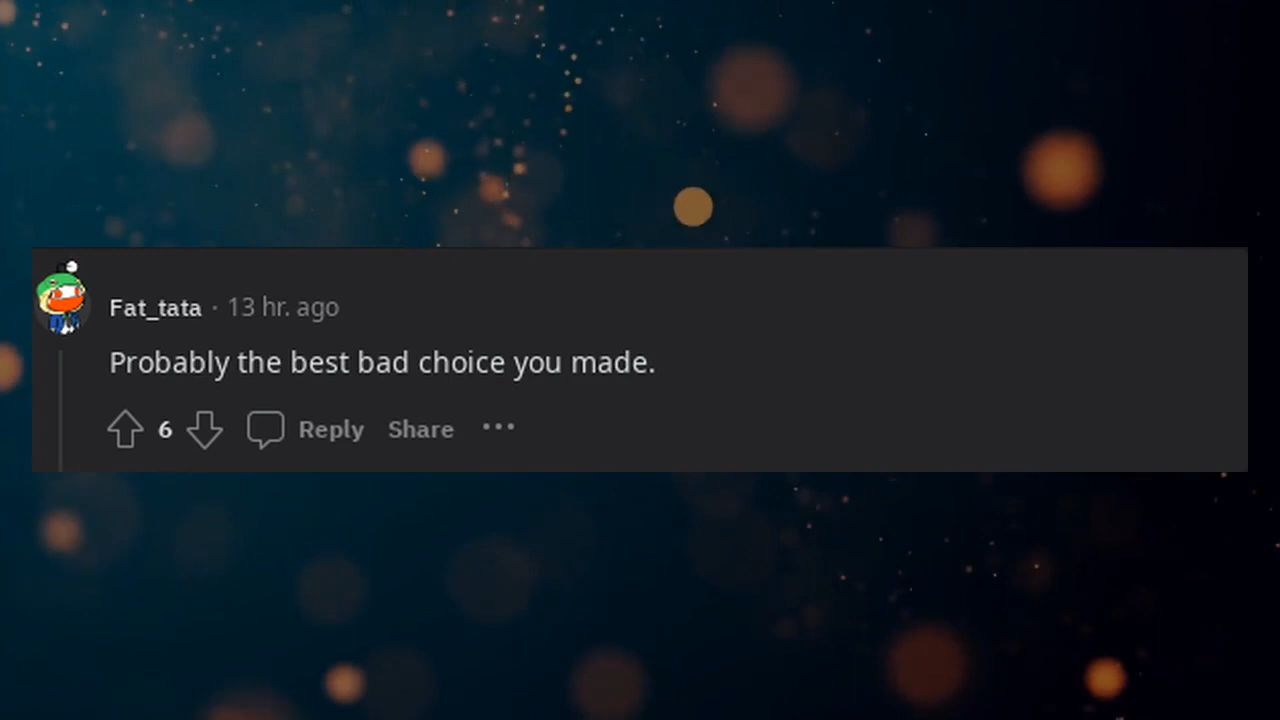 Fat_tata · 13 hr. ago
Probably the best bad choice you made.
6 Reply Share